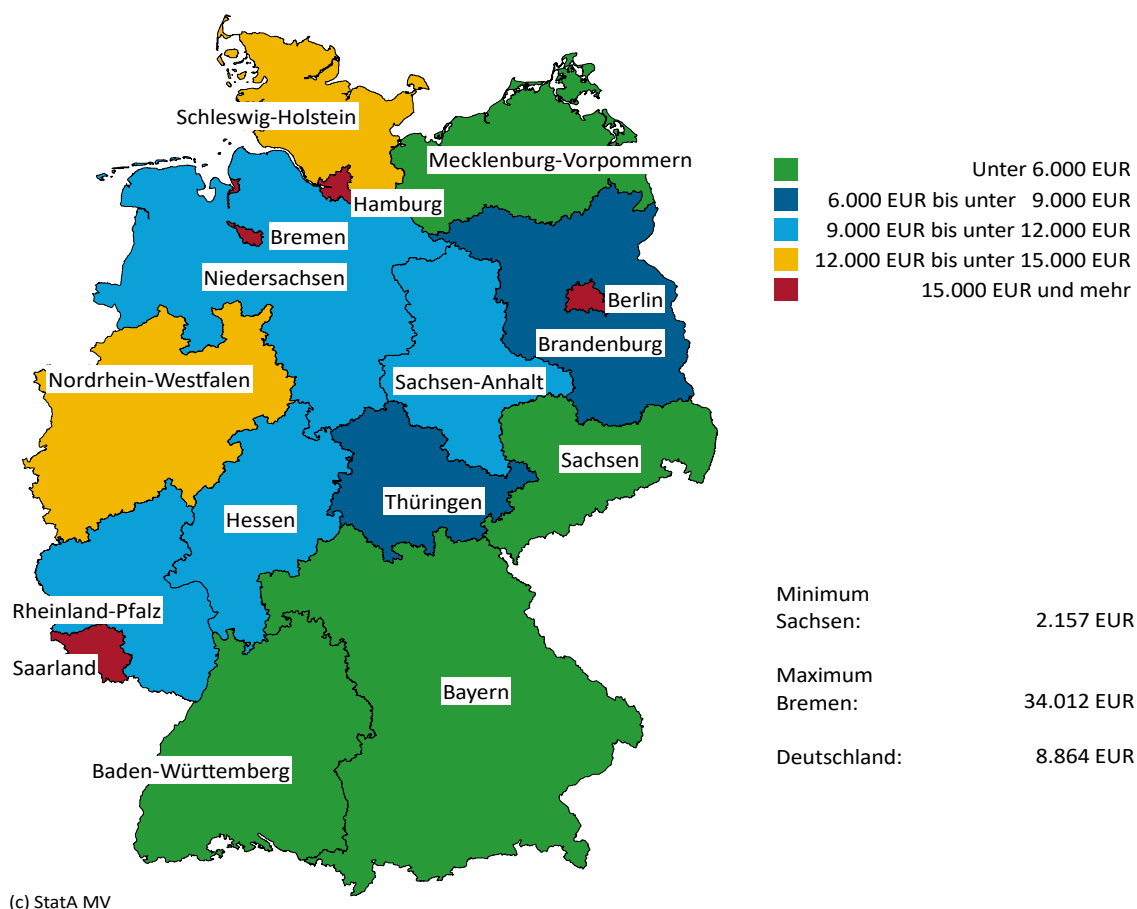 Schleswig-Holstein
Mecklenburg-Vorpommern
Hamburg
Bremen
Niedersachsen
Berlin
Brandenburg
Nordrhein-Westfalen
Sachsen-Anhalt
Sachsen
Thüringen
Hessen
Rheinland-Pfalz
Saarland
Bayern
Baden-Württemberg
Unter 6.000 EUR
6.000 EUR bis unter 9.000 EUR
9.000 EUR bis unter 12.000 EUR
12.000 EUR bis unter 15.000 EUR
15.000 EUR und mehr
Minimum
Sachsen: 2.157 EUR
Maximum
Bremen: 34.012 EUR
Deutschland: 8.864 EUR
(c) StatA MV